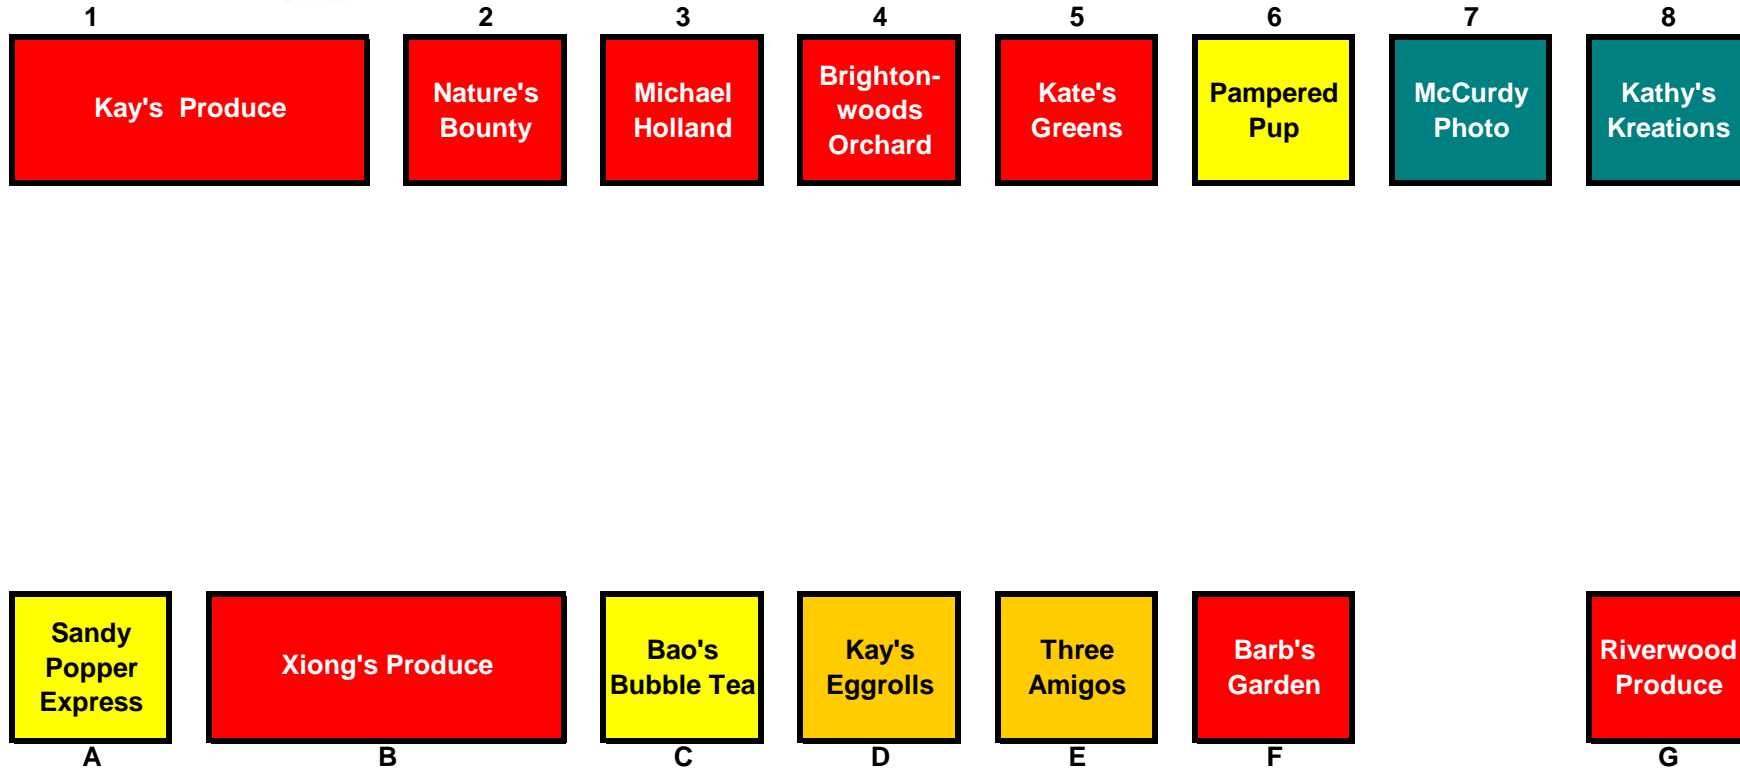 1 2 3 4 5 6 7 8
Kay's Produce
Nature's
Bounty
Michael
Holland
Brighton-
woods
Orchard
Kate's
Greens
Pampered
Pup
McCurdy
Photo
Kathy's
Kreations
Sandy
Popper
Express
Xiong's Produce
Bao's
Bubble Tea
Kay's
Eggrolls
Three
Amigos
Barb's
Garden
Riverwood
Produce
A B C D E F G